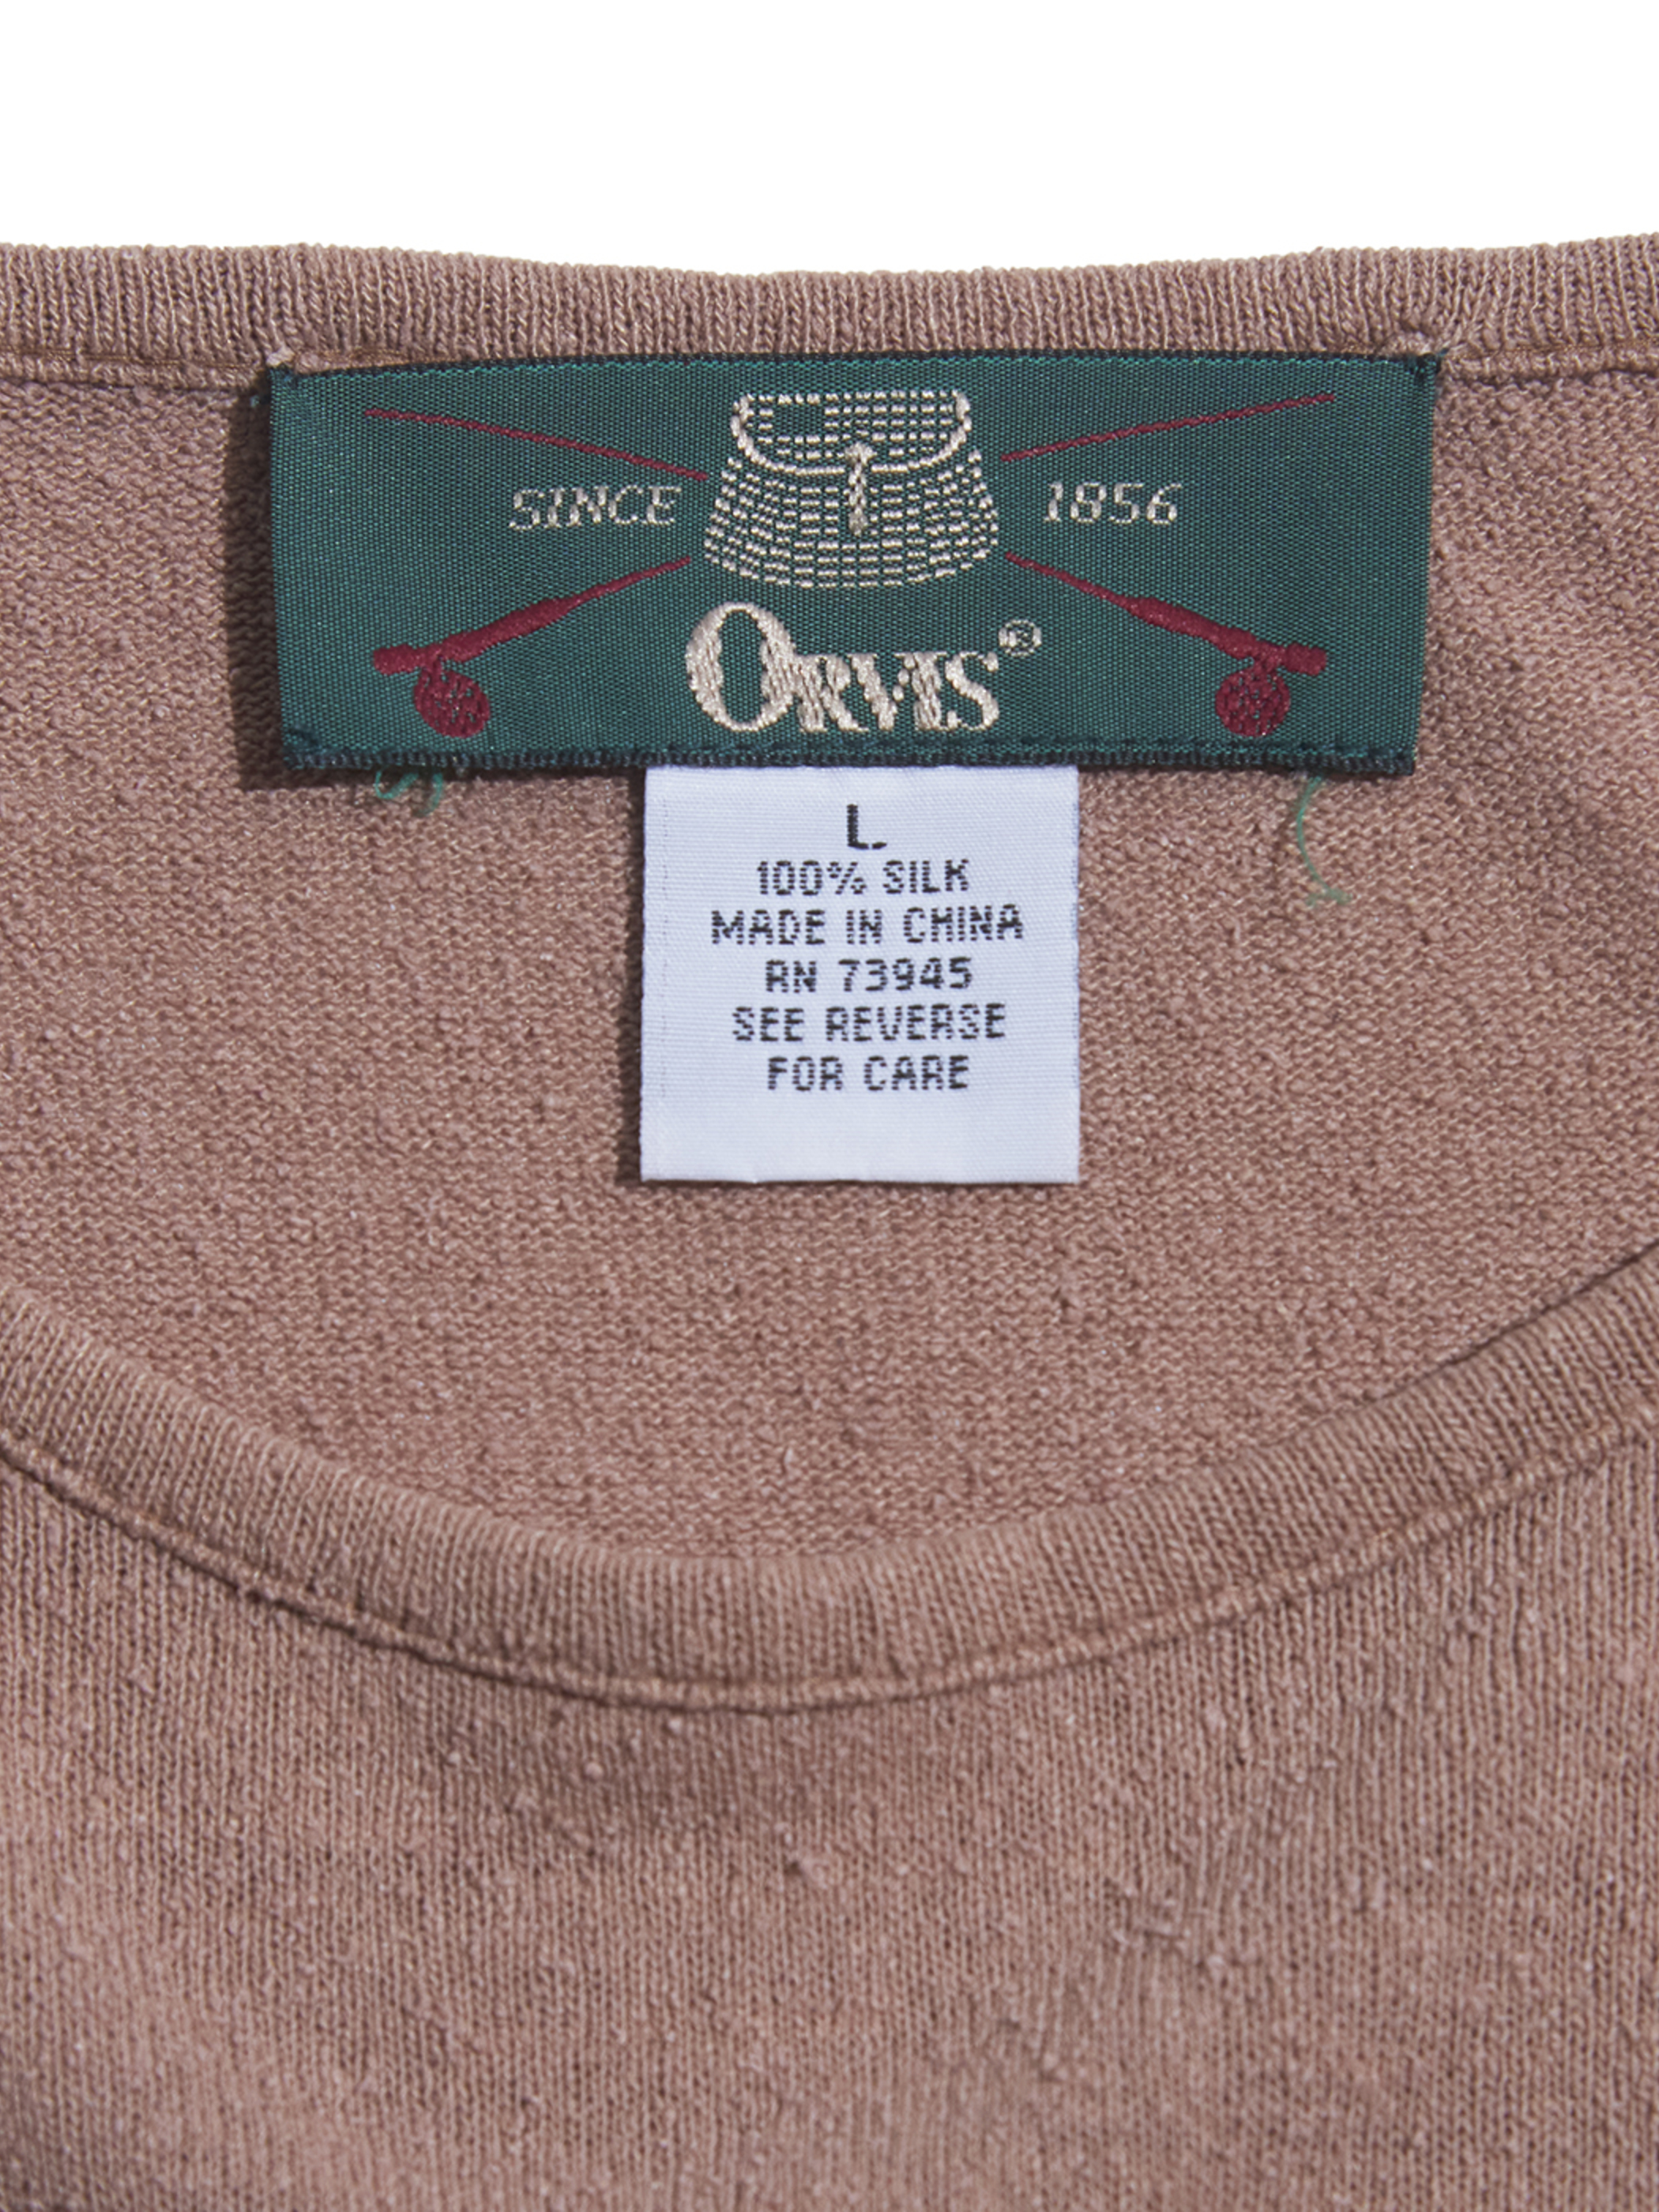 SINCE 1856
ORVIS®
L
100% SILK
MADE IN CHINA
RN 73945
SEE REVERSE
FOR CARE